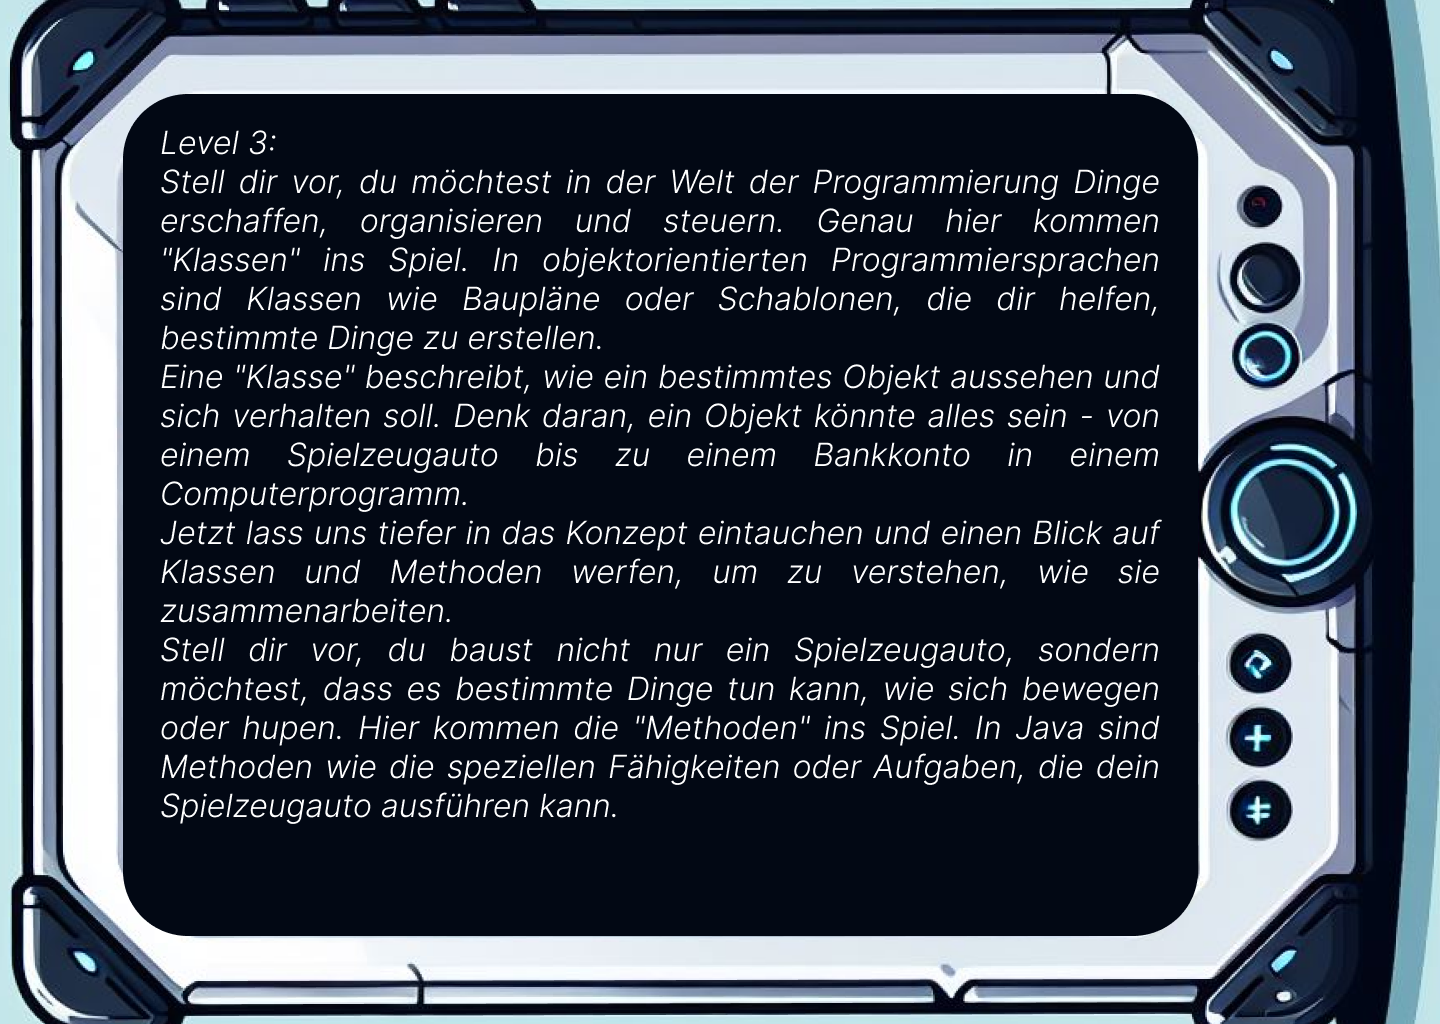 Level 3:
Stell dir vor, du möchtest in der Welt der Programmierung Dinge
erschaffen, organisieren und steuern. Genau hier kommen
"Klassen" ins Spiel. In objektorientierten Programmiersprachen
sind Klassen wie Baupläne oder Schablonen, die dir helfen,
bestimmte Dinge zu erstellen.
Eine "Klasse" beschreibt, wie ein bestimmtes Objekt aussehen und
sich verhalten soll. Denk daran, ein Objekt könnte alles sein - von
einem Spielzeugauto bis zu einem Bankkonto in einem
Computerprogramm.
Jetzt lass uns tiefer in das Konzept eintauchen und einen Blick auf
Klassen und Methoden werfen, um zu verstehen, wie sie
zusammenarbeiten.
Stell dir vor, du baust nicht nur ein Spielzeugauto, sondern
möchtest, dass es bestimmte Dinge tun kann, wie sich bewegen
oder hupen. Hier kommen die "Methoden" ins Spiel. In Java sind
Methoden wie die speziellen Fähigkeiten oder Aufgaben, die dein
Spielzeugauto ausführen kann.